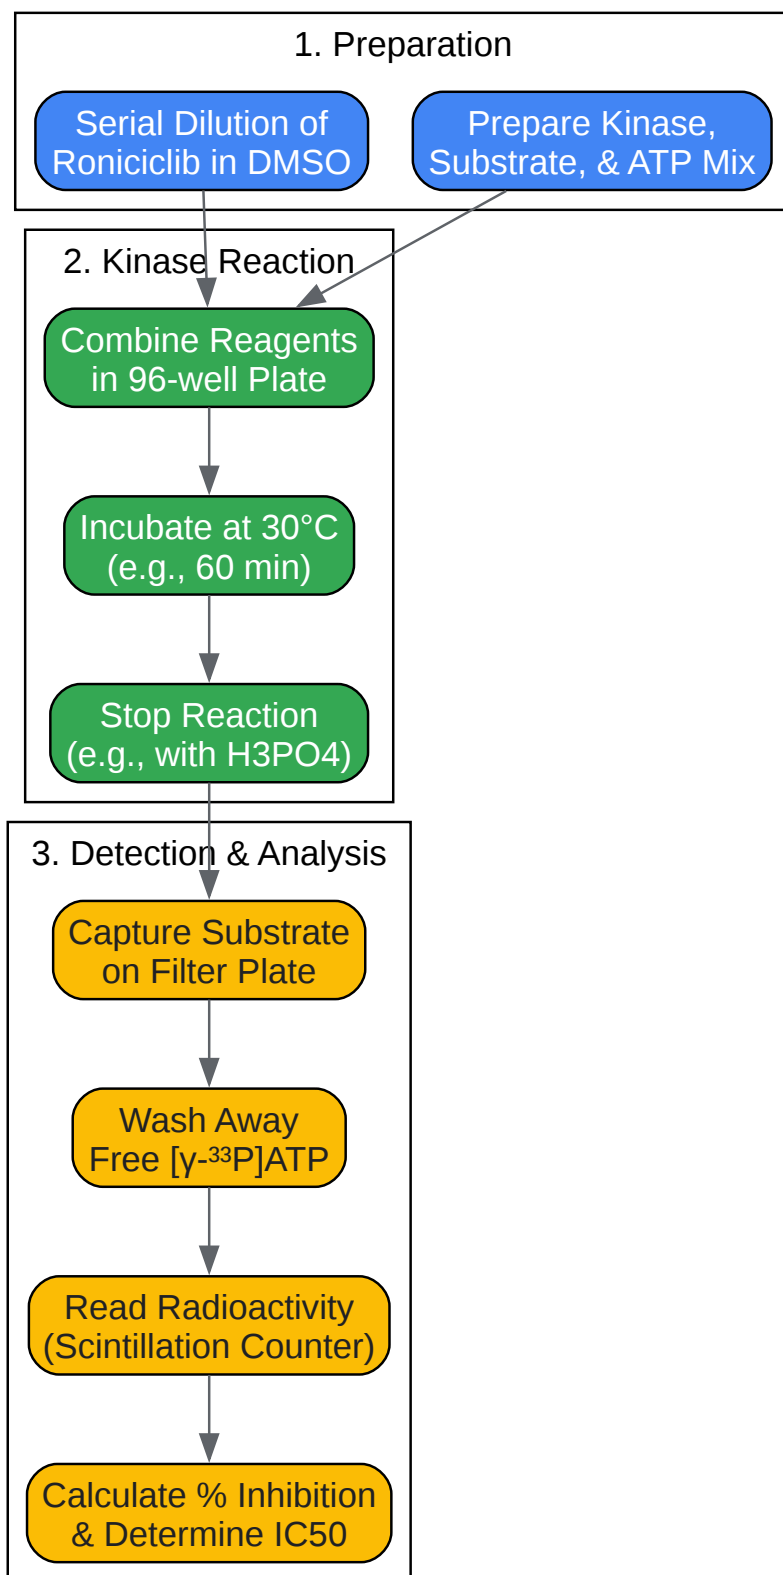 1. Preparation
Serial Dilution of
Roniciclib in DMSO
Prepare Kinase,
Substrate, & ATP Mix
2. Kinase Reaction
Combine Reagents
in 96-well Plate
Incubate at 30°C
(e.g., 60 min)
Stop Reaction
(e.g., with H3PO4)
3. Detection & Analysis
Capture Substrate
on Filter Plate
Wash Away
Free [γ-³³P]ATP
Read Radioactivity
(Scintillation Counter)
Calculate % Inhibition
& Determine IC50